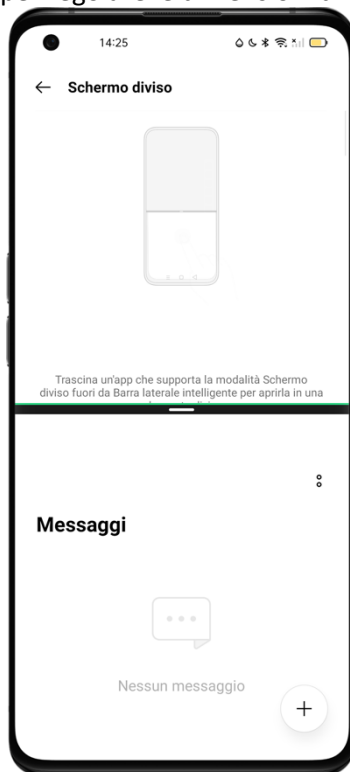 14:25
Schermo diviso
Trascina un'app che supporta la modalità Schermo
diviso fuori da Barra laterale intelligente per aprirla in una
Messaggi
Nessun messaggio
+